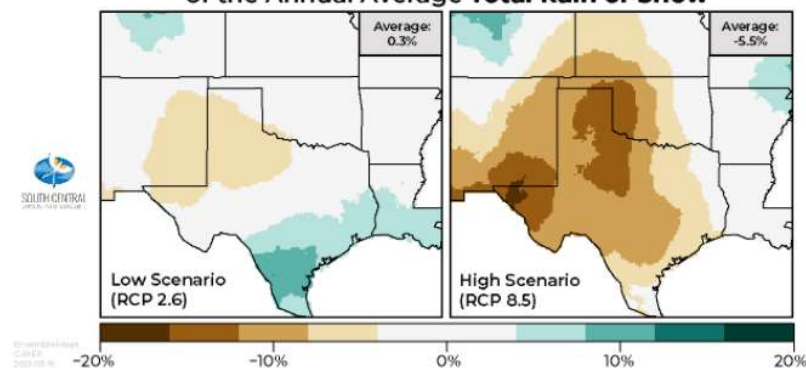 of the Annual Average Total Rain or Snow
Average:
0.3%
Average:
-5.5%
SOUTH CENTRAL
Low Scenario
(RCP 2.6)
High Scenario
(RCP 8.5)
−20%
−10%
0%
10%
20%